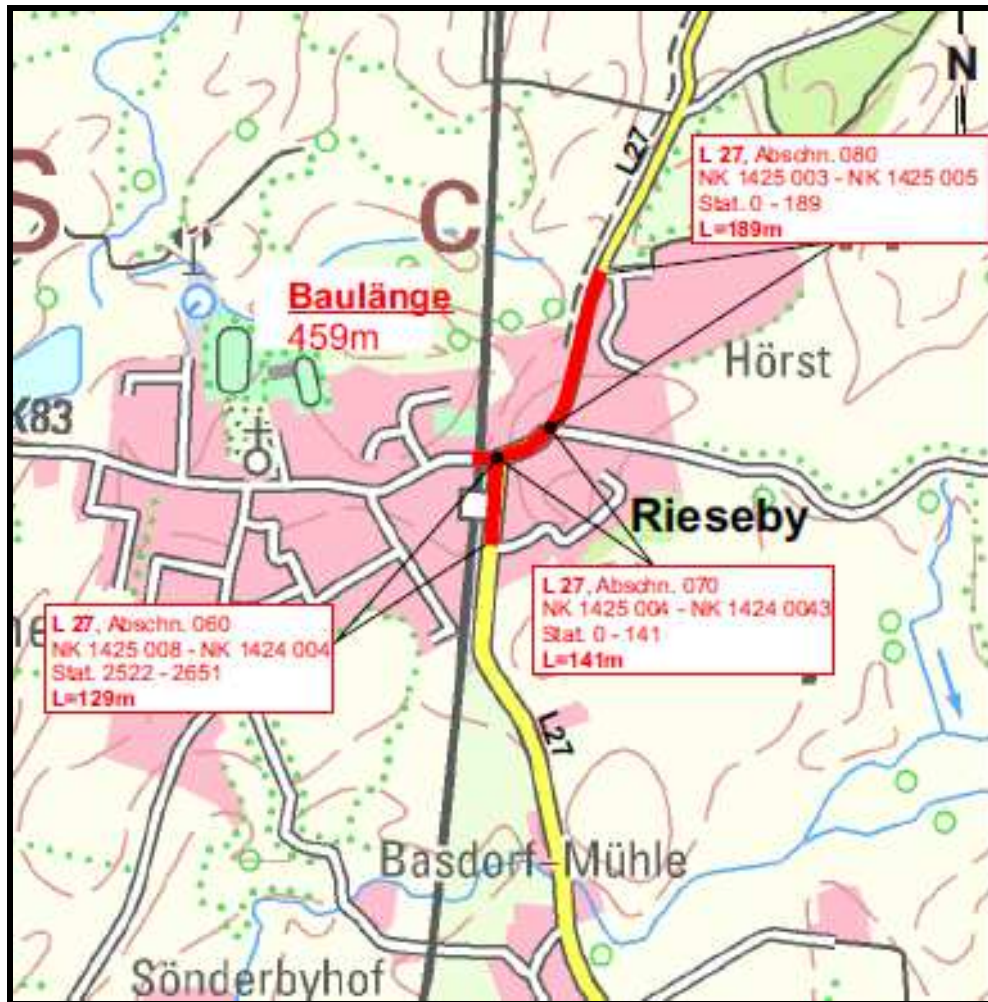 N
L27
L 27, Abschn. 080
NK 1425 003 - NK 1425 005
Stat. 0 - 189
L=189m
S
C
Baulänge
459m
Hörst
K83
Rieseby
L 27, Abschn. 070
NK 1425 004 - NK 1424 0043
Stat. 0 - 141
L=141m
L 27, Abschn. 060
NK 1425 008 - NK 1424 004
Stat. 2522 - 2651
L=129m
L27
Basdorf-Mühle
Sönderbyhof